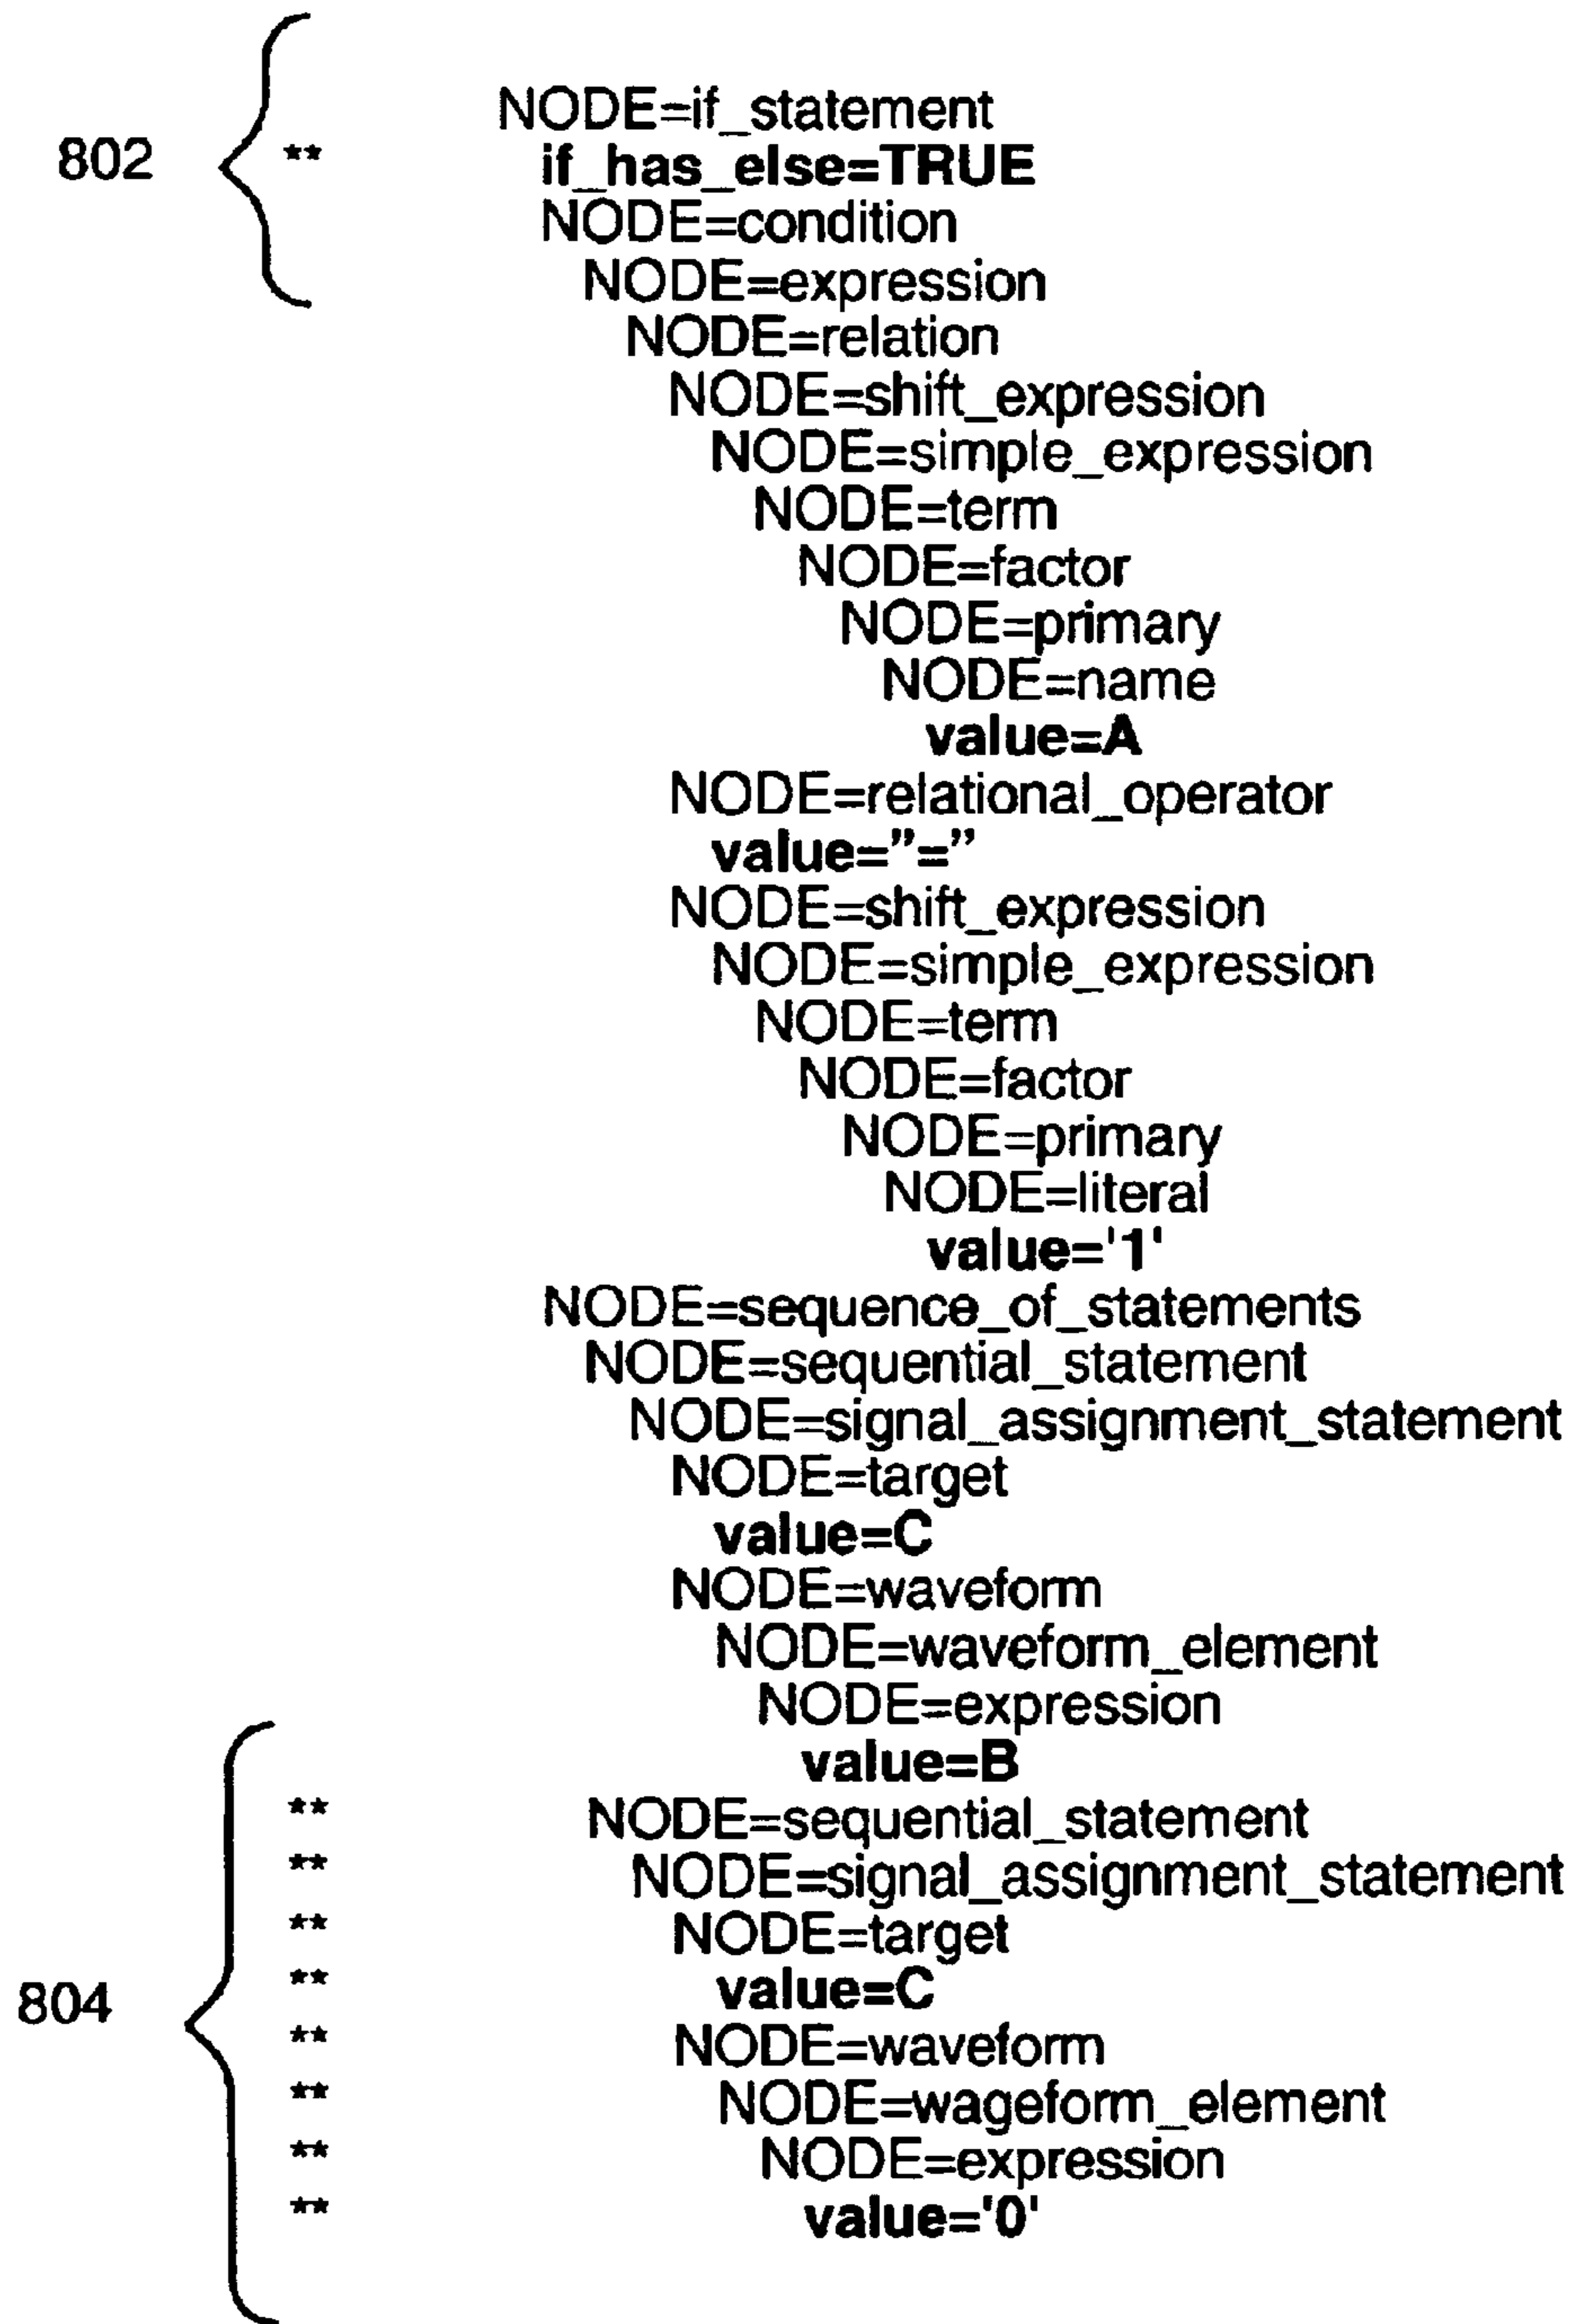 NODE=if_statement
802 ** if_has_else=TRUE
NODE=condition
NODE=expression
NODE=relation
NODE=shift_expression
NODE=simple_expression
NODE=term
NODE=factor
NODE=primary
NODE=name
value=A
NODE=relational_operator
value=”=”
NODE=shift_expression
NODE=simple_expression
NODE=term
NODE=factor
NODE=primary
NODE=literal
value='1'
NODE=sequence_of_statements
NODE=sequential_statement
NODE=signal_assignment_statement
NODE=target
value=C
NODE=waveform
NODE=waveform_element
NODE=expression
value=B
** NODE=sequential_statement
** NODE=signal_assignment_statement
** NODE=target
804 ** value=C
** NODE=waveform
** NODE=wageform_element
** NODE=expression
** value='0'